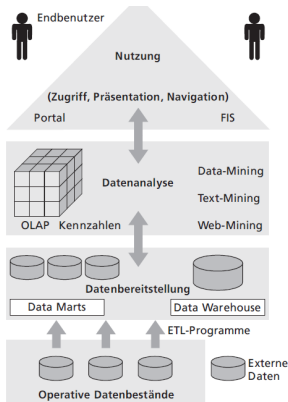 Endbenutzer
Nutzung
(Zugriff, Präsentation, Navigation)
Portal FIS
Data-Mining
Datenanalyse
Text-Mining
OLAP Kennzahlen Web-Mining
Datenbereitstellung
Data Marts Data Warehouse
ETL-Programme
Externe
Daten
Operative Datenbestände